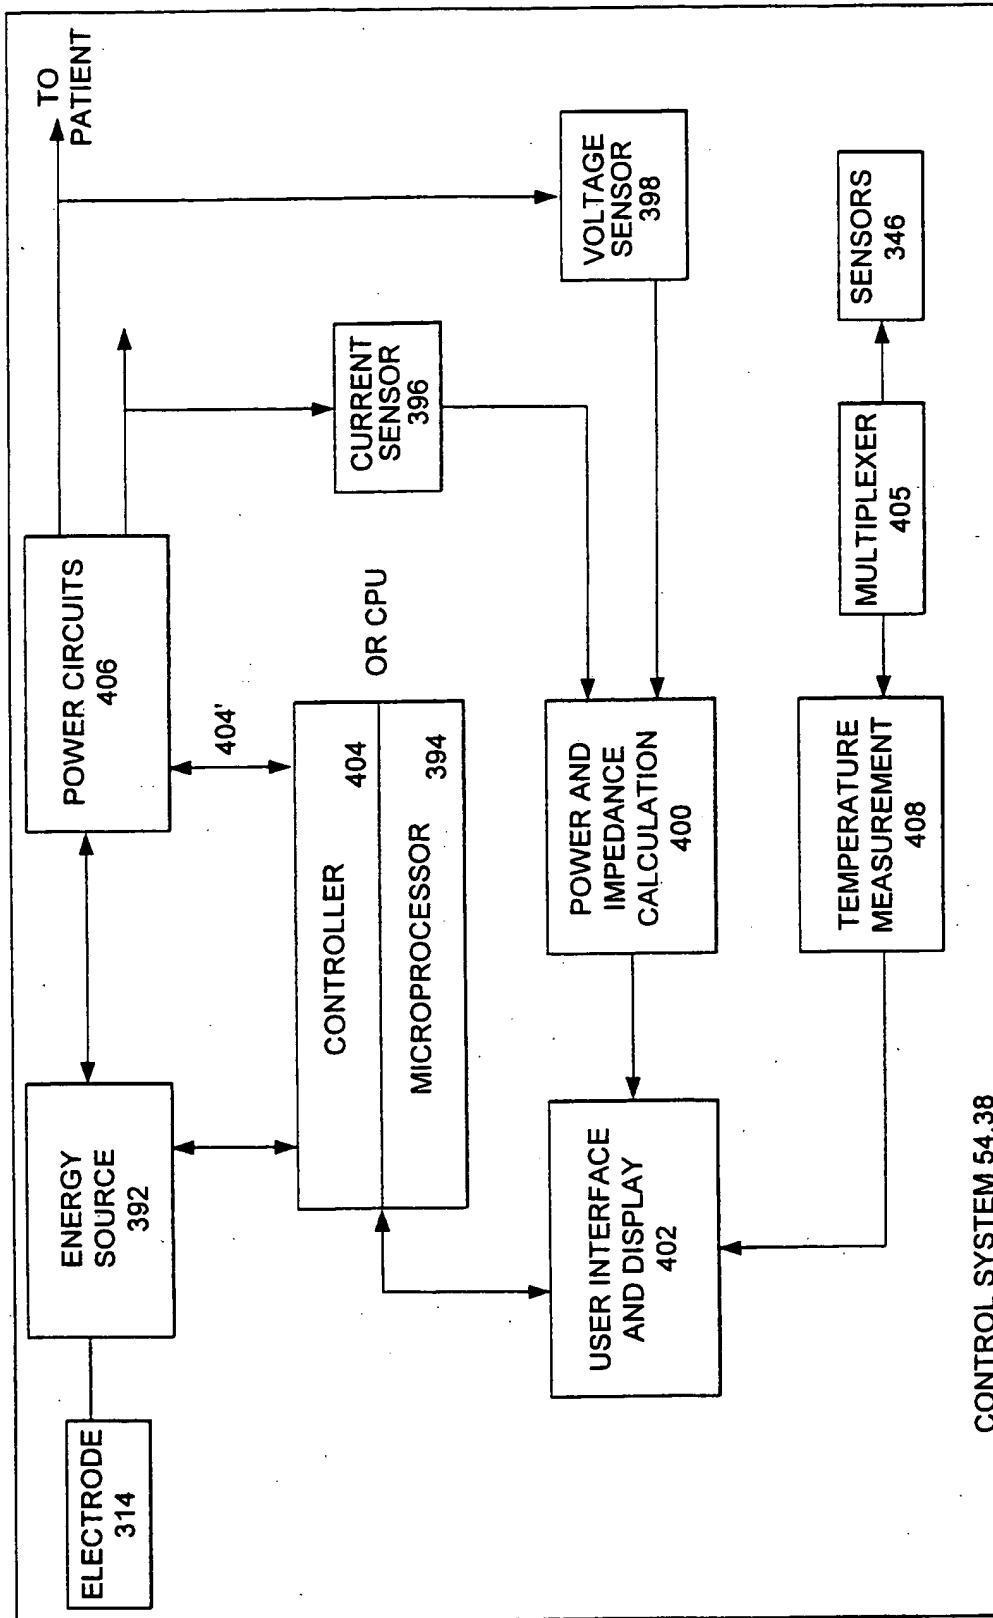 ELECTRODE
314
ENERGY
SOURCE
392
POWER CIRCUITS
406
TO
PATIENT
404'
CONTROLLER
404
MICROPROCESSOR
394
OR CPU
CURRENT
SENSOR
396
VOLTAGE
SENSOR
398
USER INTERFACE
AND DISPLAY
402
POWER AND
IMPEDANCE
CALCULATION
400
TEMPERATURE
MEASUREMENT
408
MULTIPLEXER
405
SENSORS
346
CONTROL SYSTEM 54.38